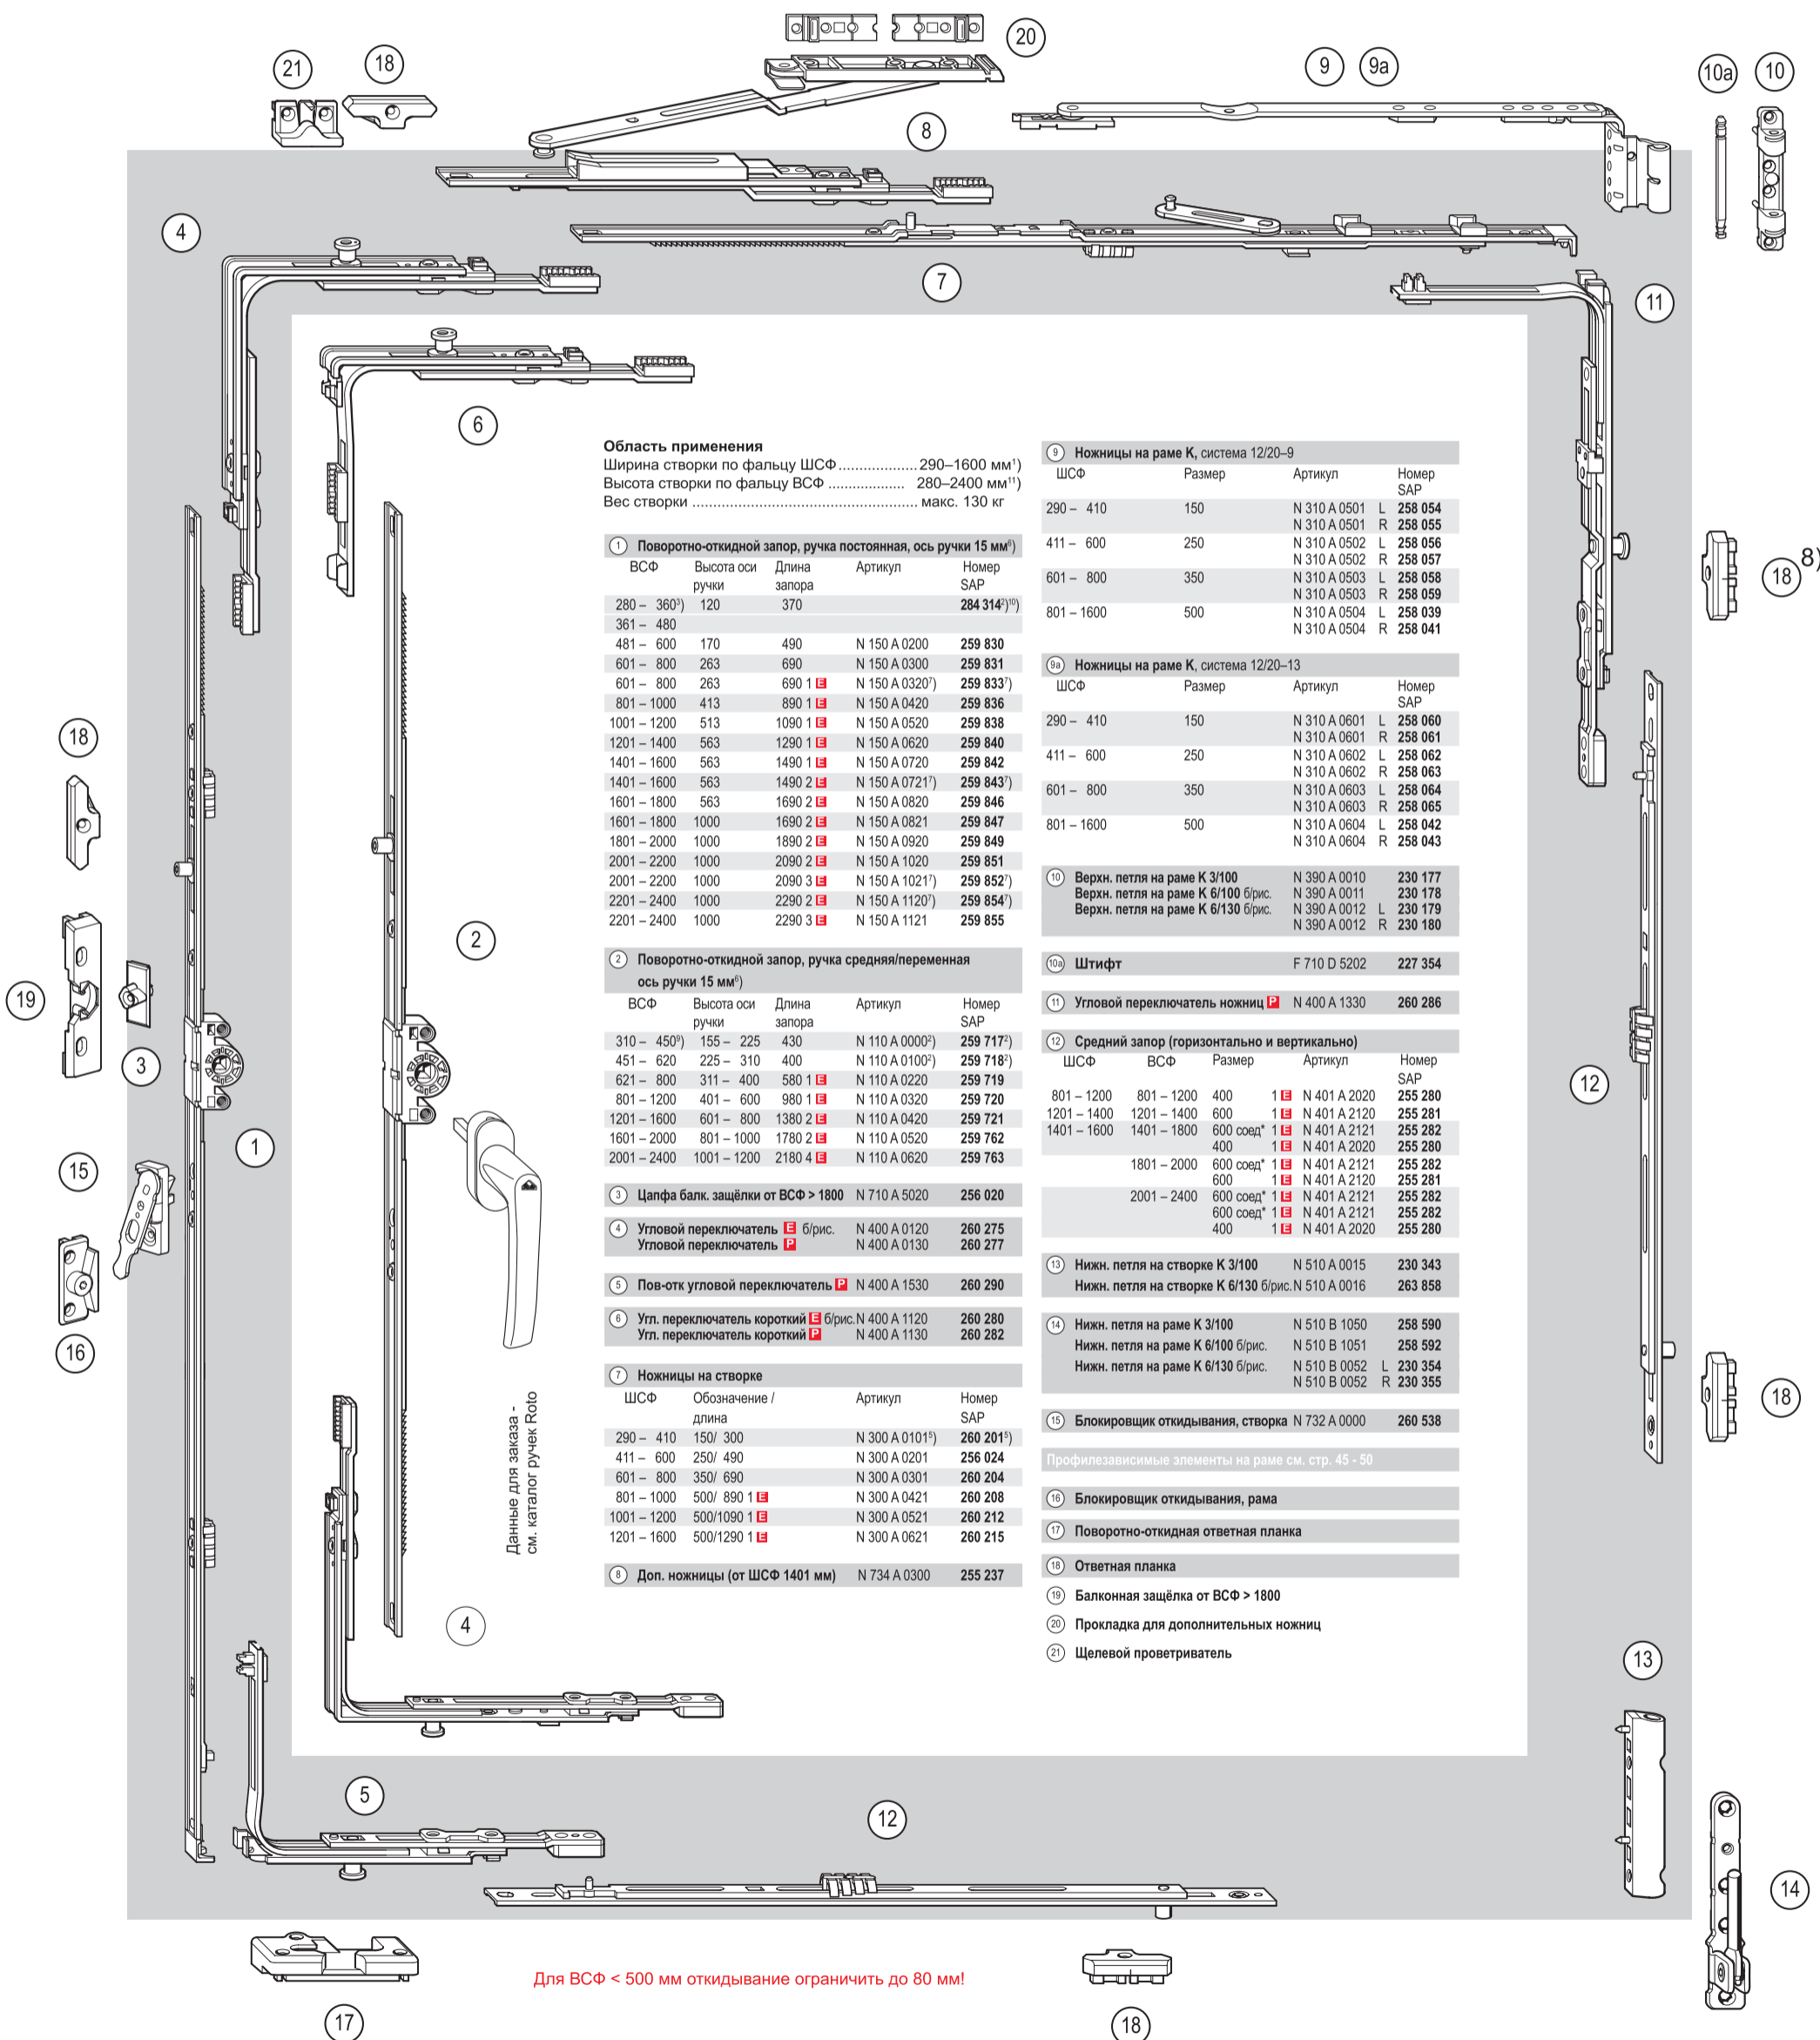 20
21
18
9
9a
10a
10
8
4
7
11
6
18 8)
18
2
19
3
12
1
15
16
18
4
13
5
12
14
17
18
Область применения
Ширина створки по фальцу ШСФ................... 290–1600 мм¹)
Высота створки по фальцу ВСФ .................. 280–2400 мм¹¹)
Вес створки ...................................................... макс. 130 кг
1 Поворотно-откидной запор, ручка постоянная, ось ручки 15 мм⁶)
ВСФ Высота оси Длина Артикул Номер
ручки запора SAP
280 – 360³) 120 370 284 314²)¹⁰)
361 – 480
481 – 600 170 490 N 150 A 0200 259 830
601 – 800 263 690 N 150 A 0300 259 831
601 – 800 263 690 1 E N 150 A 0320⁷) 259 833⁷)
801 – 1000 413 890 1 E N 150 A 0420 259 836
1001 – 1200 513 1090 1 E N 150 A 0520 259 838
1201 – 1400 563 1290 1 E N 150 A 0620 259 840
1401 – 1600 563 1490 1 E N 150 A 0720 259 842
1401 – 1600 563 1490 2 E N 150 A 0721⁷) 259 843⁷)
1601 – 1800 563 1690 2 E N 150 A 0820 259 846
1601 – 1800 1000 1690 2 E N 150 A 0821 259 847
1801 – 2000 1000 1890 2 E N 150 A 0920 259 849
2001 – 2200 1000 2090 2 E N 150 A 1020 259 851
2001 – 2200 1000 2090 3 E N 150 A 1021⁷) 259 852⁷)
2201 – 2400 1000 2290 2 E N 150 A 1120⁷) 259 854⁷)
2201 – 2400 1000 2290 3 E N 150 A 1121 259 855
2 Поворотно-откидной запор, ручка средняя/переменная
ось ручки 15 мм⁶)
ВСФ Высота оси Длина Артикул Номер
ручки запора SAP
310 – 450⁹) 155 – 225 430 N 110 A 0000²) 259 717²)
451 – 620 225 – 310 400 N 110 A 0100²) 259 718²)
621 – 800 311 – 400 580 1 E N 110 A 0220 259 719
801 – 1200 401 – 600 980 1 E N 110 A 0320 259 720
1201 – 1600 601 – 800 1380 2 E N 110 A 0420 259 721
1601 – 2000 801 – 1000 1780 2 E N 110 A 0520 259 762
2001 – 2400 1001 – 1200 2180 4 E N 110 A 0620 259 763
3 Цапфа балк. защёлки от ВСФ > 1800 N 710 A 5020 256 020
4 Угловой переключатель E б/рис. N 400 A 0120 260 275
Угловой переключатель P N 400 A 0130 260 277
5 Пов-отк угловой переключатель P N 400 A 1530 260 290
6 Угл. переключатель короткий E б/рис. N 400 A 1120 260 280
Угл. переключатель короткий P N 400 A 1130 260 282
7 Ножницы на створке
ШСФ Обозначение / Артикул Номер
длина SAP
290 – 410 150/ 300 N 300 A 0101⁵) 260 201⁵)
411 – 600 250/ 490 N 300 A 0201 256 024
601 – 800 350/ 690 N 300 A 0301 260 204
801 – 1000 500/ 890 1 E N 300 A 0421 260 208
1001 – 1200 500/1090 1 E N 300 A 0521 260 212
1201 – 1600 500/1290 1 E N 300 A 0621 260 215
8 Доп. ножницы (от ШСФ 1401 мм) N 734 A 0300 255 237
Данные для заказа -
см. каталог ручек Roto
9 Ножницы на раме K, система 12/20–9
ШСФ Размер Артикул Номер
SAP
290 – 410 150 N 310 A 0501 L 258 054
N 310 A 0501 R 258 055
411 – 600 250 N 310 A 0502 L 258 056
N 310 A 0502 R 258 057
601 – 800 350 N 310 A 0503 L 258 058
N 310 A 0503 R 258 059
801 – 1600 500 N 310 A 0504 L 258 039
N 310 A 0504 R 258 041
9a Ножницы на раме K, система 12/20–13
ШСФ Размер Артикул Номер
SAP
290 – 410 150 N 310 A 0601 L 258 060
N 310 A 0601 R 258 061
411 – 600 250 N 310 A 0602 L 258 062
N 310 A 0602 R 258 063
601 – 800 350 N 310 A 0603 L 258 064
N 310 A 0603 R 258 065
801 – 1600 500 N 310 A 0604 L 258 042
N 310 A 0604 R 258 043
10 Верхн. петля на раме K 3/100 N 390 A 0010 230 177
Верхн. петля на раме K 6/100 б/рис. N 390 A 0011 230 178
Верхн. петля на раме K 6/130 б/рис. N 390 A 0012 L 230 179
N 390 A 0012 R 230 180
10a Штифт F 710 D 5202 227 354
11 Угловой переключатель ножниц P N 400 A 1330 260 286
12 Средний запор (горизонтально и вертикально)
ШСФ ВСФ Размер Артикул Номер
SAP
801 – 1200 801 – 1200 400 1 E N 401 A 2020 255 280
1201 – 1400 1201 – 1400 600 1 E N 401 A 2120 255 281
1401 – 1600 1401 – 1800 600 соед* 1 E N 401 A 2121 255 282
400 1 E N 401 A 2020 255 280
1801 – 2000 600 соед* 1 E N 401 A 2121 255 282
600 1 E N 401 A 2120 255 281
2001 – 2400 600 соед* 1 E N 401 A 2121 255 282
600 соед* 1 E N 401 A 2121 255 282
400 1 E N 401 A 2020 255 280
13 Нижн. петля на створке K 3/100 N 510 A 0015 230 343
Нижн. петля на створке K 6/130 б/рис. N 510 A 0016 263 858
14 Нижн. петля на раме K 3/100 N 510 B 1050 258 590
Нижн. петля на раме K 6/100 б/рис. N 510 B 1051 258 592
Нижн. петля на раме K 6/130 б/рис. N 510 B 0052 L 230 354
N 510 B 0052 R 230 355
15 Блокировщик откидывания, створка N 732 A 0000 260 538
Профилезависимые элементы на раме см. стр. 45 - 50
16 Блокировщик откидывания, рама
17 Поворотно-откидная ответная планка
18 Ответная планка
19 Балконная защёлка от ВСФ > 1800
20 Прокладка для дополнительных ножниц
21 Щелевой проветриватель
Для ВСФ < 500 мм откидывание ограничить до 80 мм!